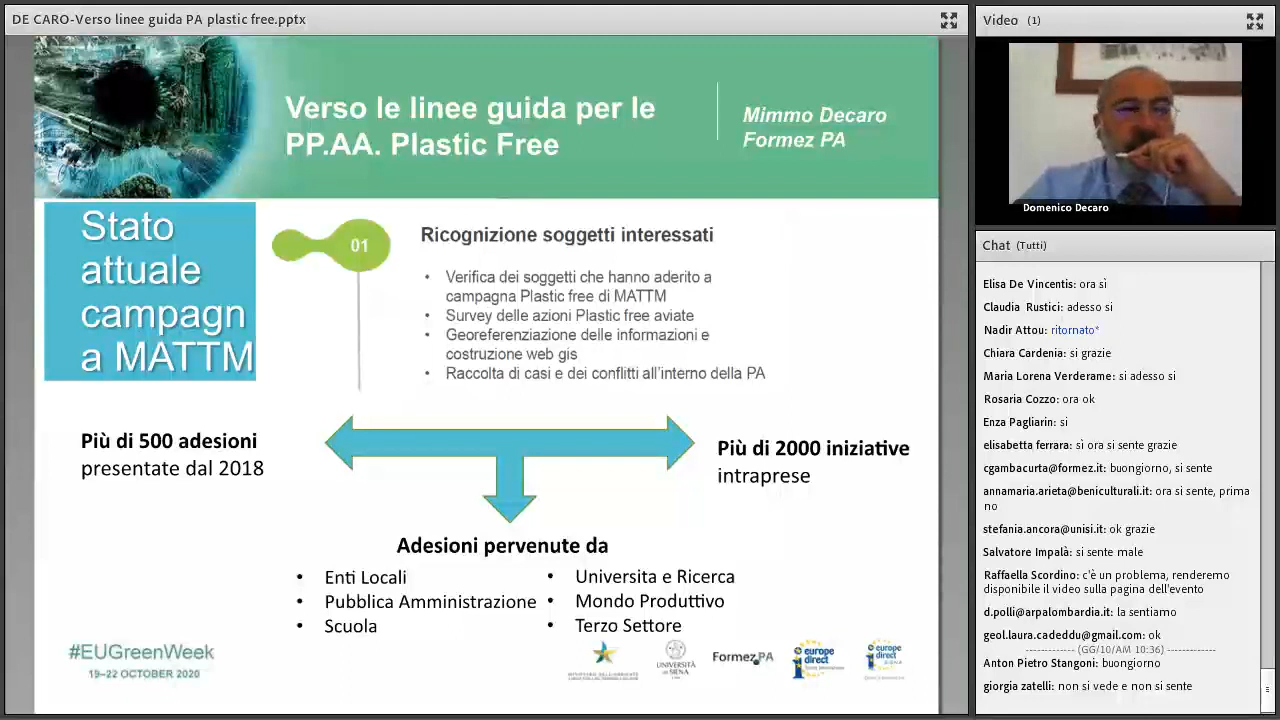 DE CARO-Verso linee guida PA plastic free.pptx
Verso le linee guida per le
PP.AA. Plastic Free
Mimmo Decaro
Formez PA
Stato
attuale
campagn
a MATTM
01
Ricognizione soggetti interessati
• Verifica dei soggetti che hanno aderito a
campagna Plastic free di MATTM
• Survey delle azioni Plastic free aviate
• Georeferenziazione delle informazioni e
costruzione web gis
• Raccolta di casi e dei conflitti all'interno della PA
Più di 500 adesioni
presentate dal 2018
Più di 2000 iniziative
intraprese
Adesioni pervenute da
• Enti Locali
• Pubblica Amministrazione
• Scuola
• Universita e Ricerca
• Mondo Produttivo
• Terzo Settore
#EUGreenWeek
19–22 OCTOBER 2020
UNIVERSITÀ
DI SIENA
Formez PA
europe
direct
europe
direct
Video (1)
Domenico Decaro
Chat (Tutti)
Elisa De Vircentis: ora sì
Claudia Rustici: adesso si
Nadir Attou: ritornato*
Chiara Cardenia: si grazie
Maria Lorena Verderame: si adesso si
Rosaria Cozzo: ora ok
Enza Pagliarin: si
elisabetta ferrara: sì ora si sente grazie
cgambacurta@formez.it: buongiorno, si sente
annamaria.arieta@beniculturali.it: ora si sente, prima
no
stefania.ancora@unisi.it: ok grazie
Salvatore Impalà: si sente male
Raffaella Scordino: c'è un problema, renderemo
disponibile il video sulla pagina dell'evento
d.polli@arpalombardia.it: la sentiamo
geol.laura.cadeddu@gmail.com: ok
------------ (GG/10/AM 10:36) -------------
Anton Pietro Stangoni: buongiorno
giorgia zatelli: non si vede e non si sente